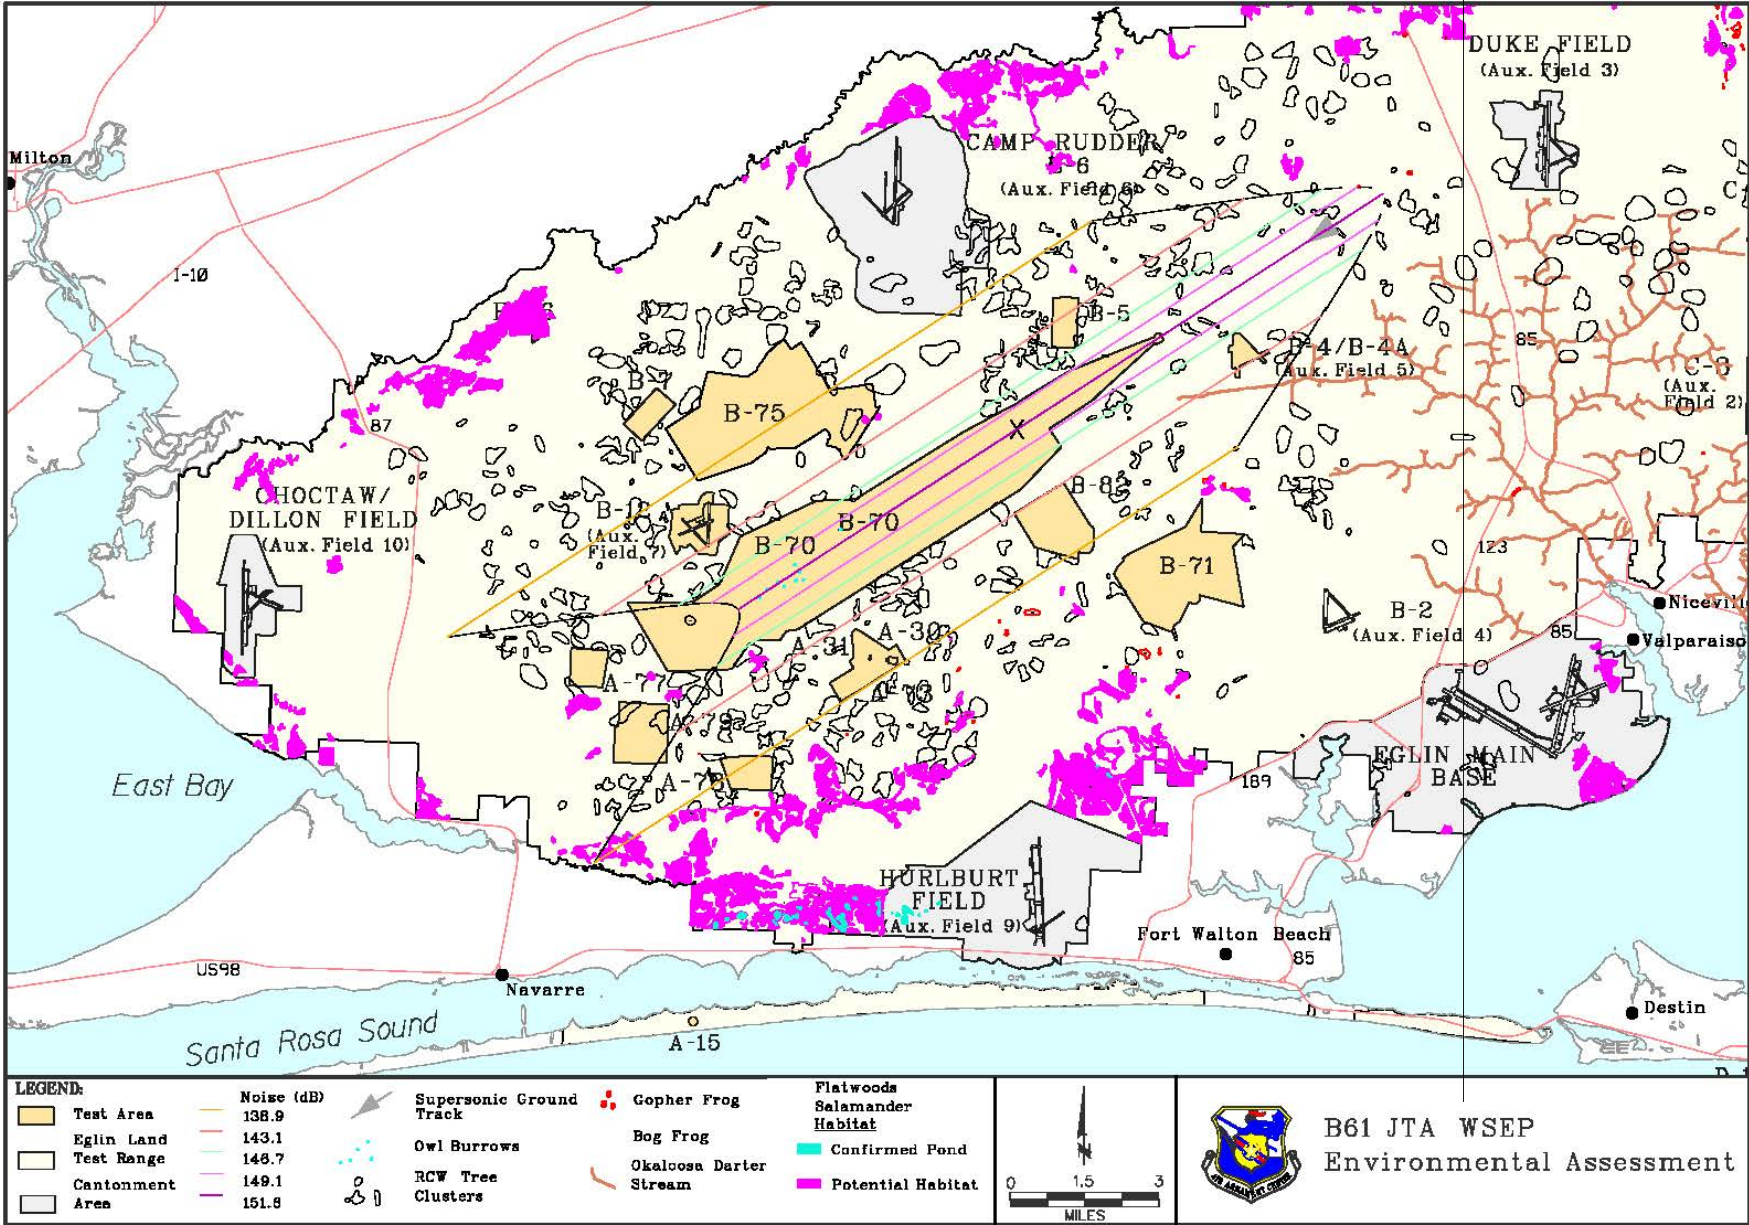 DUKE FIELD
(Aux. Field 3)
Milton
CAMP RUDDER
(Aux. Field 6)
I-10
B-5
B-4/B-4A
(Aux. Field 5)
85
(Aux.
Field 2)
B-7
B-75
87
CHOCTAW/
DILLON FIELD
(Aux. Field 10)
(Aux.
Field 7)
B-70
B-70
B-71
123
B-2
(Aux. Field 4)
85
Niceville
Valparaiso
A-30
A-31
A-77
East Bay
EGLIN MAIN
BASE
189
HURLBURT
FIELD
(Aux. Field 9)
Fort Walton Beach
85
US98
Navarre
Santa Rosa Sound
A-15
Destin
LEGEND:
Test Area
Eglin Land
Test Range
Cantonment
Area
Noise (dB)
138.9
143.1
146.7
149.1
151.8
Supersonic Ground
Track
Owl Burrows
RCW Tree
Clusters
Gopher Frog
Bog Frog
Okaloosa Darter
Stream
Flatwoods
Salamander
Habitat
Confirmed Pond
Potential Habitat
0 1.5 3
MILES
B61 JTA WSEP
Environmental Assessment